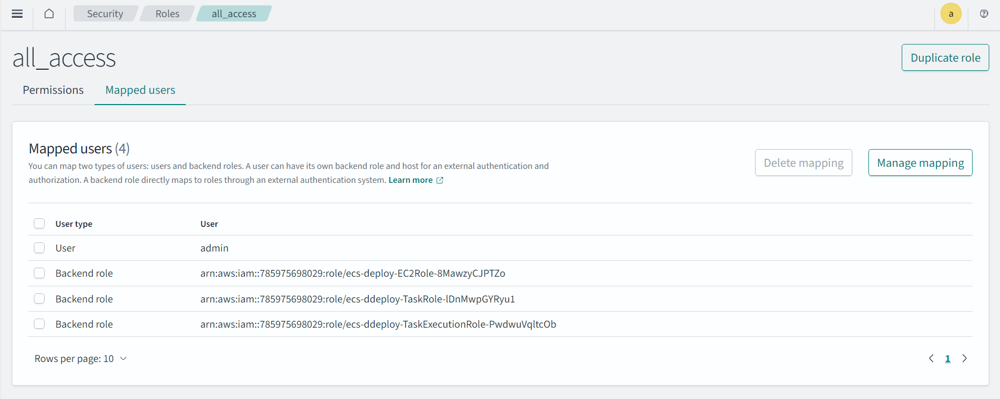 Security Roles all_access a
all_access
Duplicate role
Permissions Mapped users
Mapped users (4)
You can map two types of users: users and backend roles. A user can have its own backend role and host for an external authentication and
authorization. A backend role directly maps to roles through an external authentication system. Learn more
Delete mapping Manage mapping
User type User
User admin
Backend role arn:aws:iam::785975698029:role/ecs-deploy-EC2Role-8MawzyCJPTZo
Backend role arn:aws:iam::785975698029:role/ecs-ddeploy-TaskRole-lDnMwpGYRyu1
Backend role arn:aws:iam::785975698029:role/ecs-ddeploy-TaskExecutionRole-PwdwuVqltcOb
Rows per page: 10
1